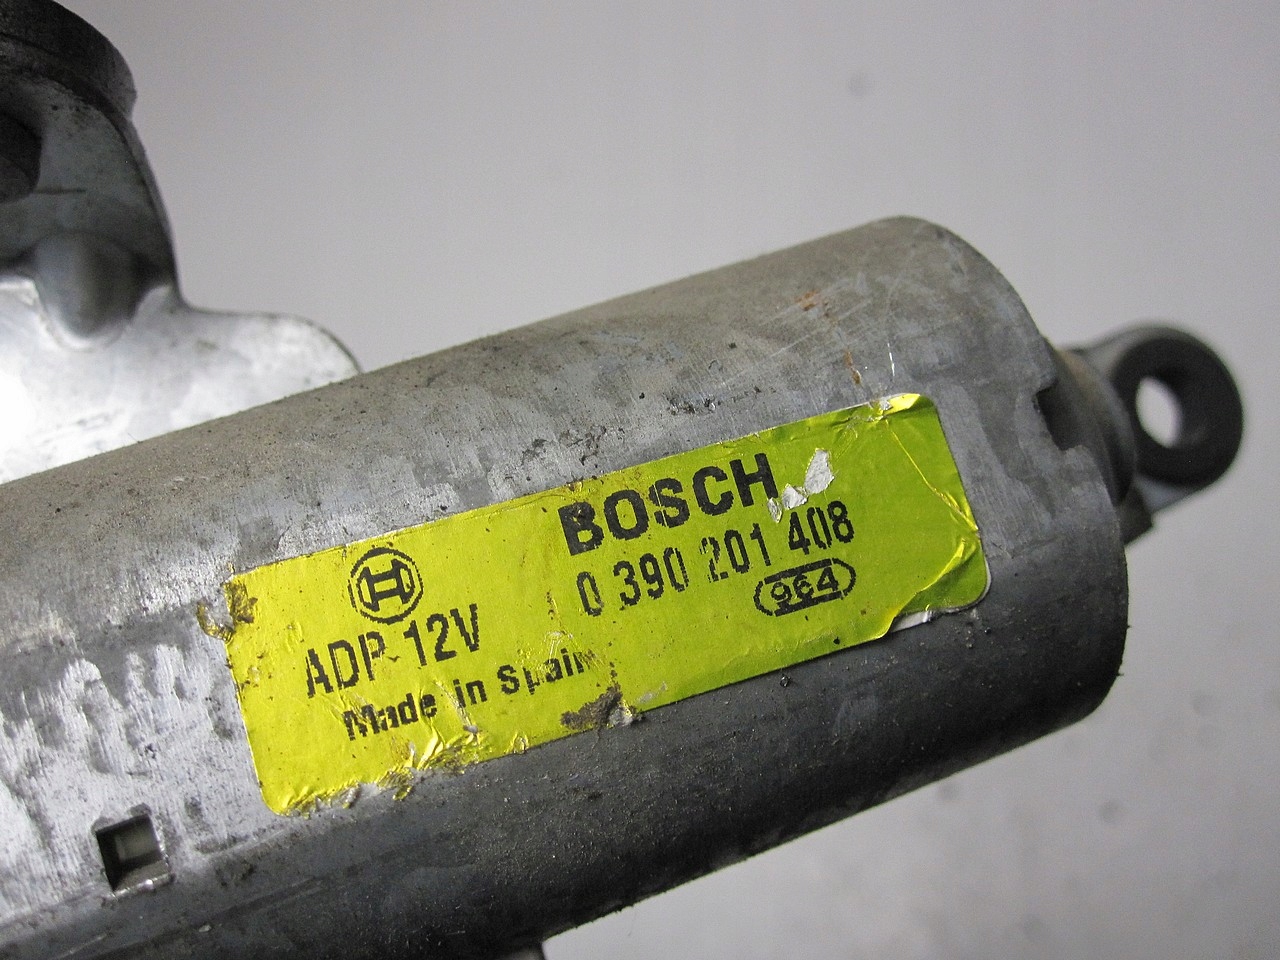 BOSCH
0 390 201 408
964
ADP 12V
Made in Spain